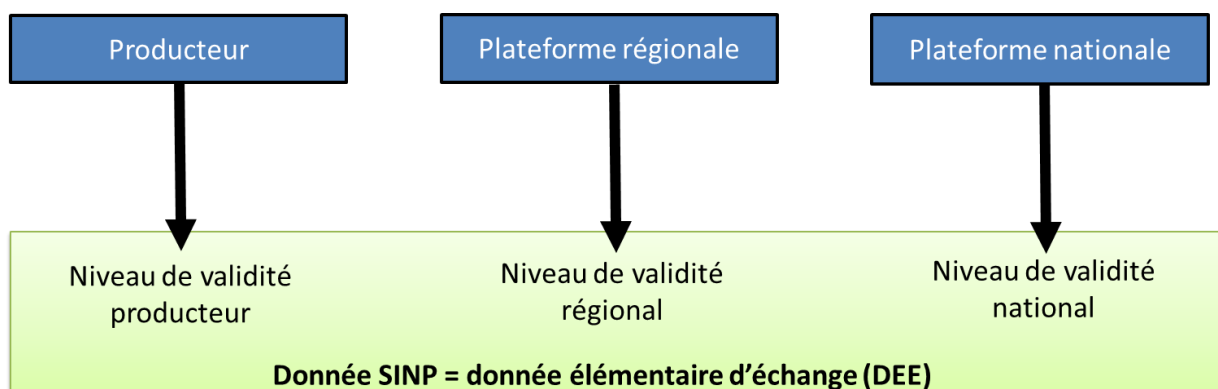 Producteur
Plateforme régionale
Plateforme nationale
Niveau de validité
producteur
Niveau de validité
régional
Niveau de validité
national
Donnée SINP = donnée élémentaire d’échange (DEE)